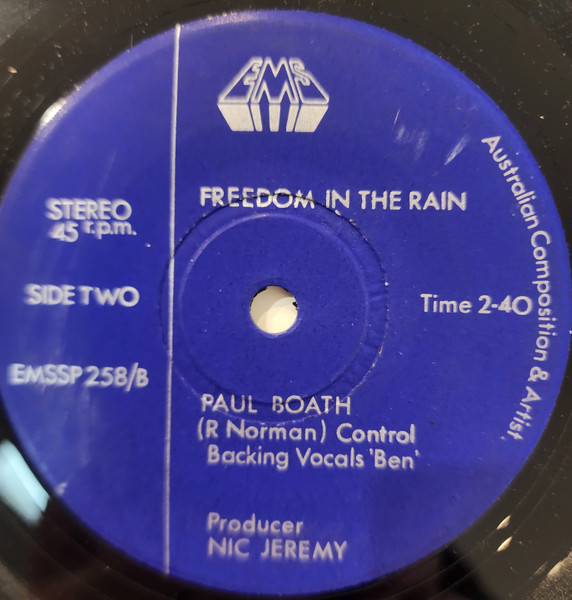 EMS
FREEDOM IN THE RAIN
STEREO
45 r.p.m.
SIDE TWO
Time 2-40
EMSSP 258/B
PAUL BOATH
(R Norman) Control
Backing Vocals 'Ben'
Producer
NIC JEREMY
Australian Composition & Artist.